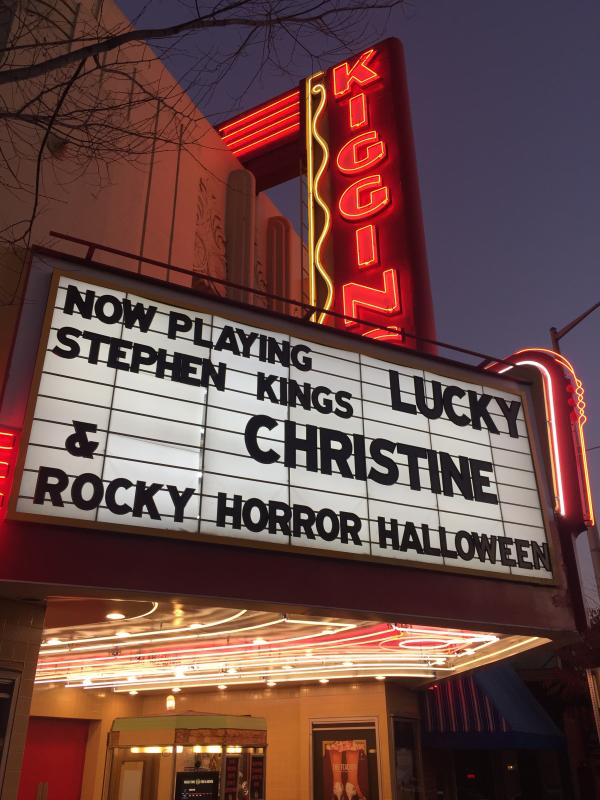 KIGGINS
NOW PLAYING LUCKY
STEPHEN KINGS
CHRISTINE
&
ROCKY HORROR HALLOWEEN